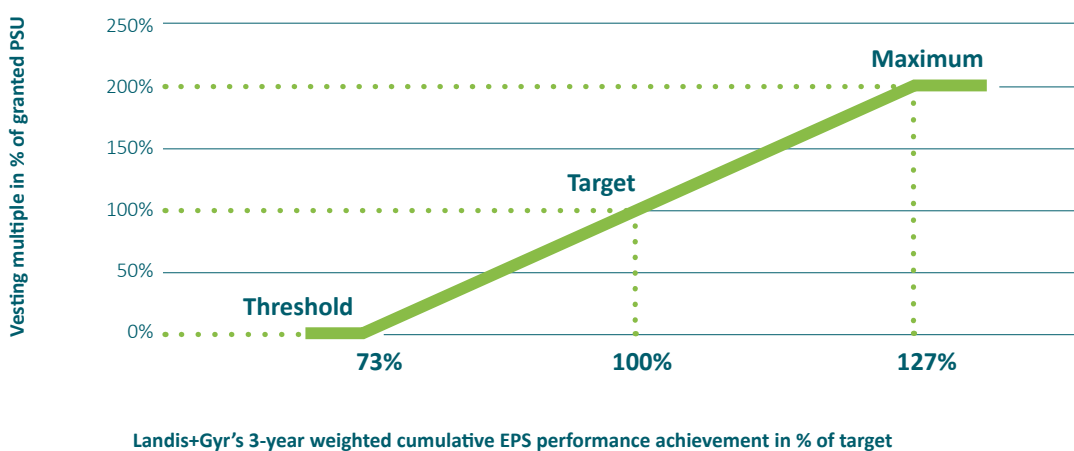 Vesting multiple in % of granted PSU
250%
Maximum
200%
150%
Target
100%
50%
Threshold
0%
73% 100% 127%
Landis+Gyr's 3-year weighted cumulative EPS performance achievement in % of target